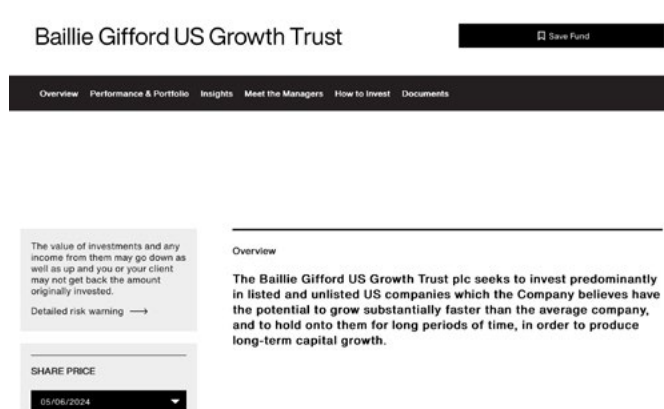 Baillie Gifford US Growth Trust
Save Fund
Overview Performance & Portfolio Insights Meet the Managers How to Invest Documents
The value of investments and any
income from them may go down as
well as up and you or your client
may not get back the amount
originally invested.
Detailed risk warning →
SHARE PRICE
05/06/2024
Overview
The Baillie Gifford US Growth Trust plc seeks to invest predominantly
in listed and unlisted US companies which the Company believes have
the potential to grow substantially faster than the average company,
and to hold onto them for long periods of time, in order to produce
long-term capital growth.